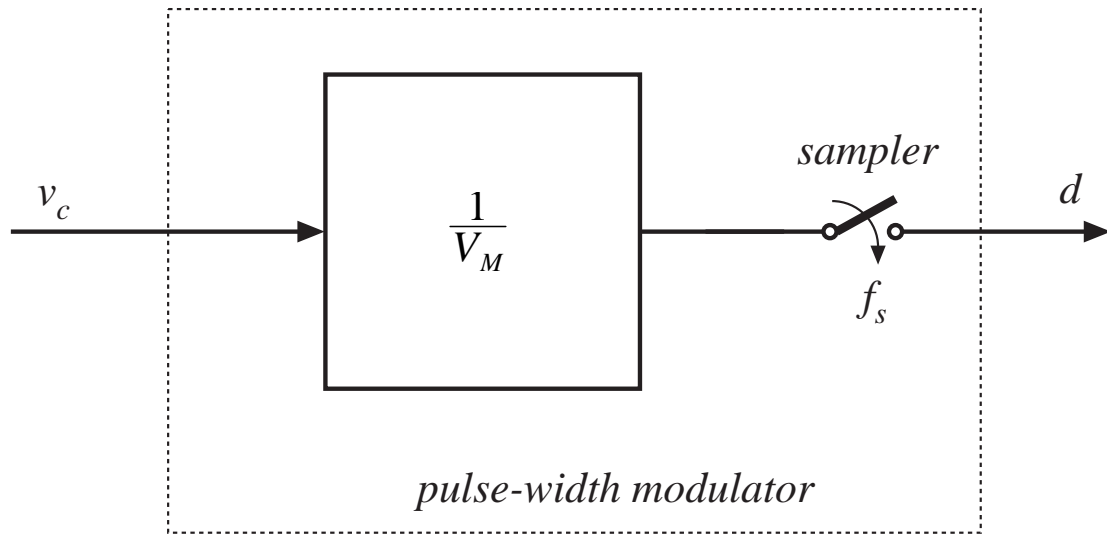 sampler
v_c
1
V_M
d
f_s
pulse-width modulator